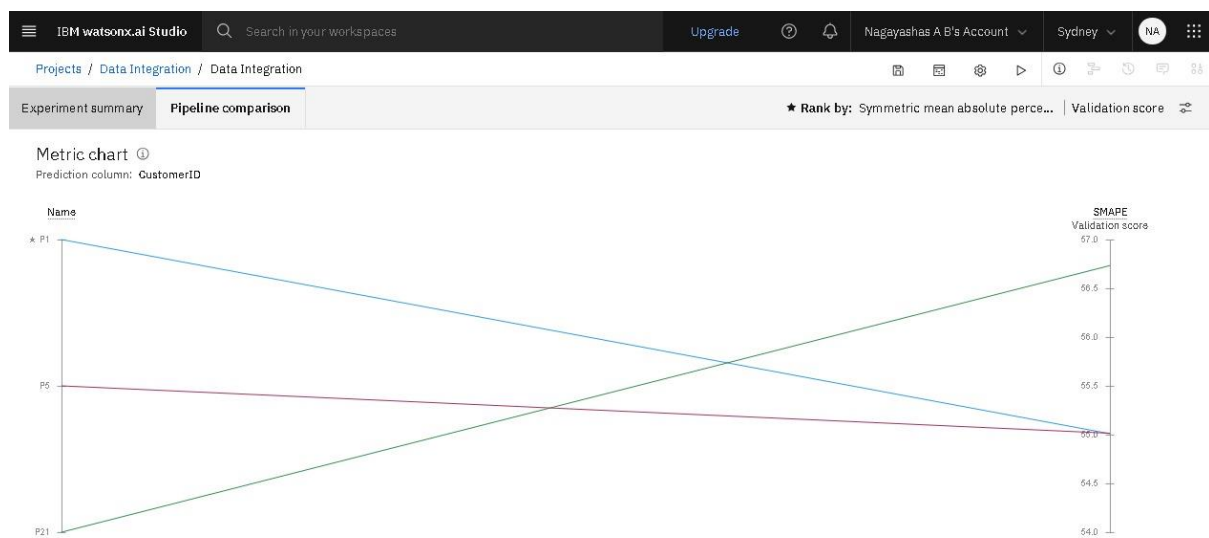 IBM watsonx.ai Studio Search in your workspaces Upgrade Nagayashas A B's Account Sydney NA
Projects / Data Integration / Data Integration
Experiment summary Pipeline comparison ★ Rank by: Symmetric mean absolute perce... | Validation score
Metric chart
Prediction column: CustomerID
Name SMAPE
Validation score
★ P1 57.0
56.5
56.0
P5 55.5
55.0
54.5
P21 54.0